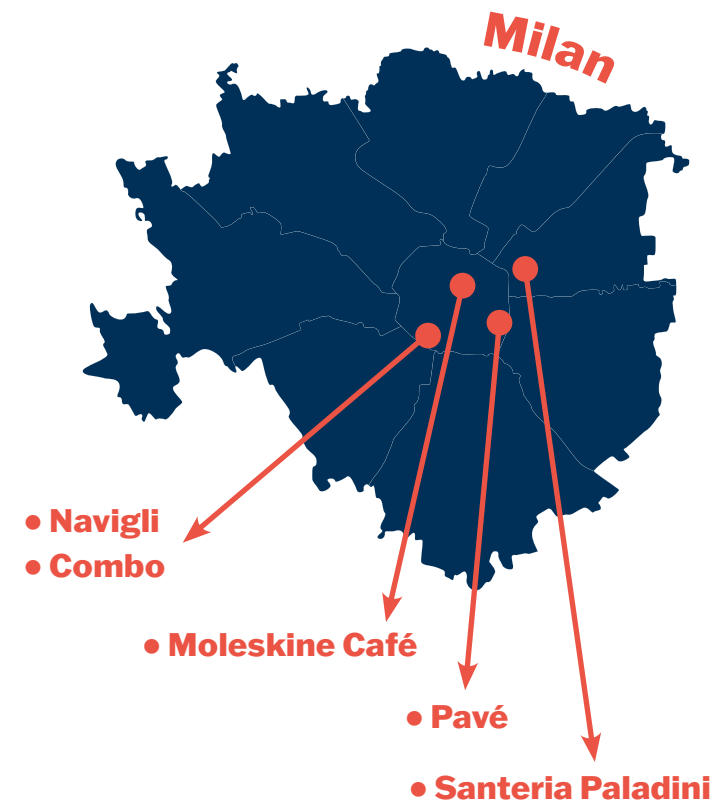 Milan
• Navigli
• Combo
• Moleskine Café
• Pavé
• Santeria Paladini